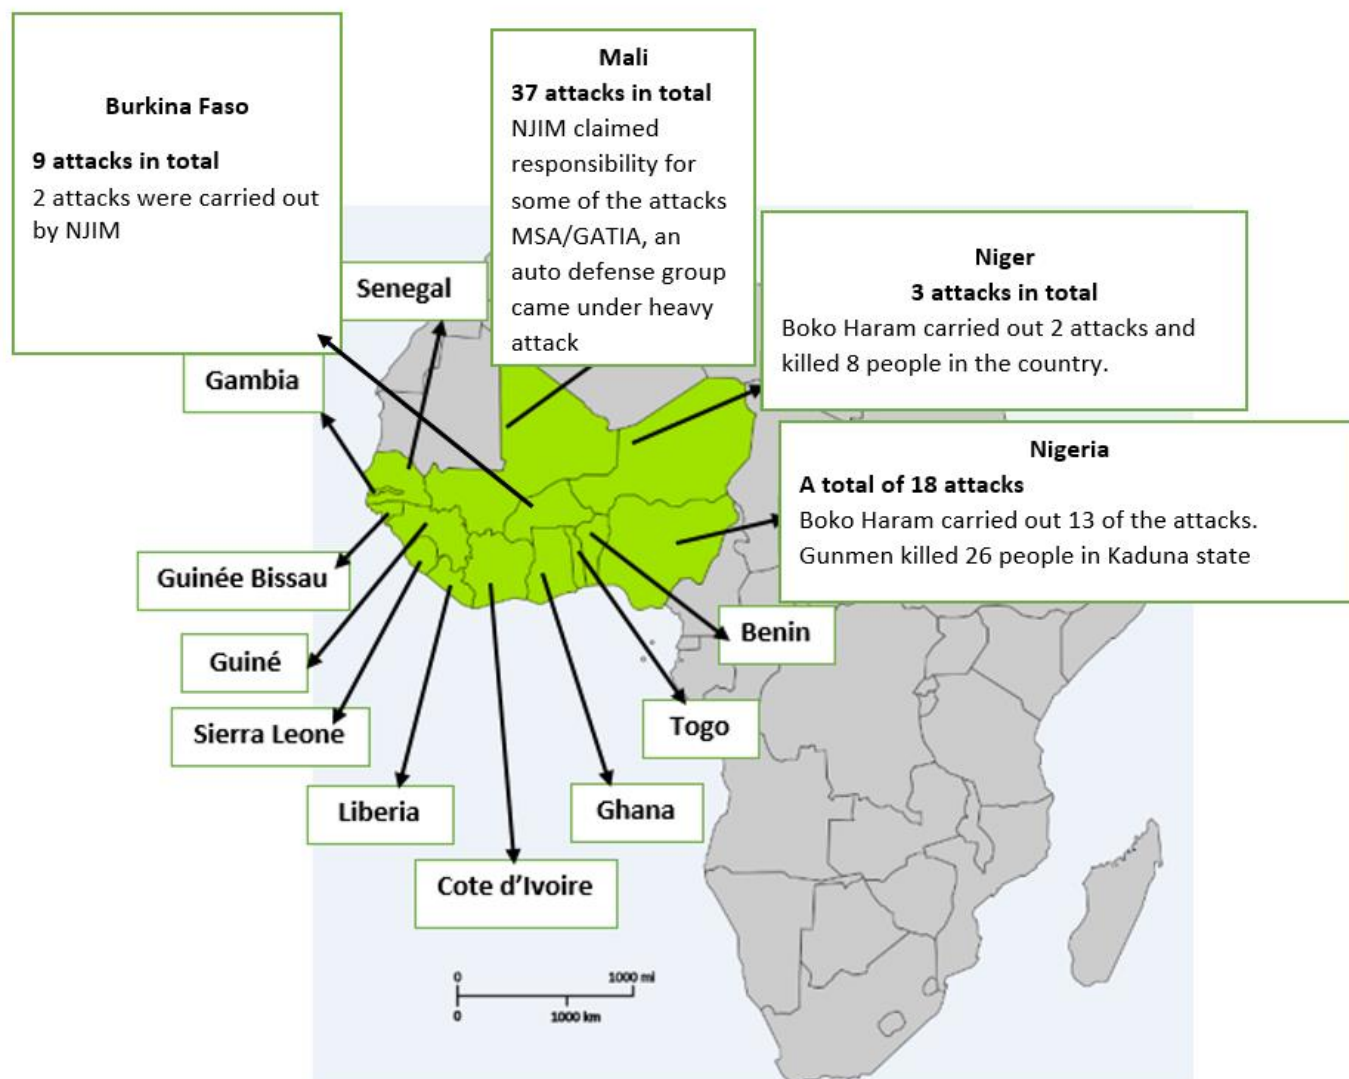 Burkina Faso
9 attacks in total
2 attacks were carried out
by NJIM
Mali
37 attacks in total
NJIM claimed
responsibility for
some of the attacks
MSA/GATIA, an
auto defense group
came under heavy
attack
Niger
3 attacks in total
Boko Haram carried out 2 attacks and
killed 8 people in the country.
Senegal
Gambia
Nigeria
A total of 18 attacks
Boko Haram carried out 13 of the attacks.
Gunmen killed 26 people in Kaduna state
Guinée Bissau
Benin
Guiné
Sierra Leone
Togo
Liberia
Ghana
Cote d’Ivoire
0 1000 mi
0 1000 km